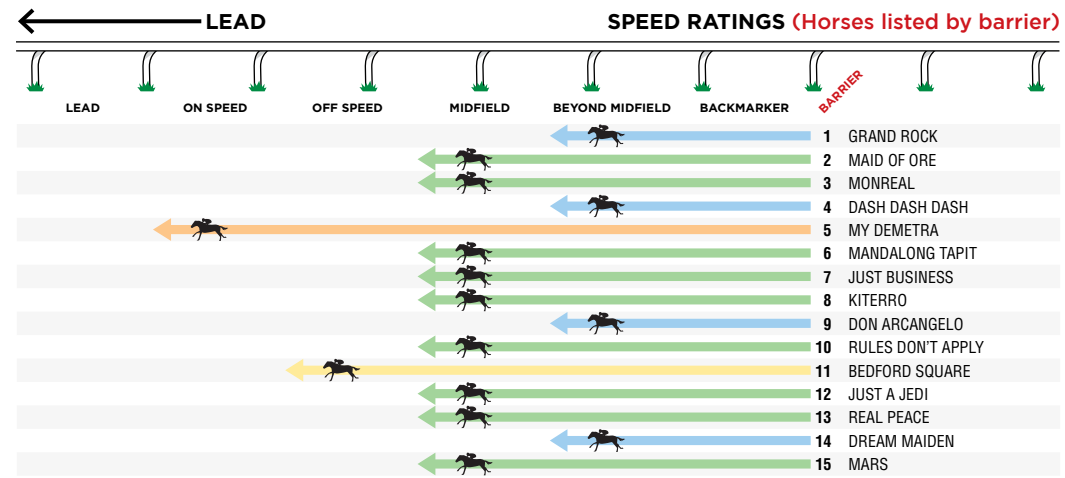 LEAD SPEED RATINGS (Horses listed by barrier)
LEAD ON SPEED OFF SPEED MIDFIELD BEYOND MIDFIELD BACKMARKER BARRIER
1 GRAND ROCK
2 MAID OF ORE
3 MONREAL
4 DASH DASH DASH
5 MY DEMETRA
6 MANDALONG TAPIT
7 JUST BUSINESS
8 KITERRO
9 DON ARCANGELO
10 RULES DON'T APPLY
11 BEDFORD SQUARE
12 JUST A JEDI
13 REAL PEACE
14 DREAM MAIDEN
15 MARS